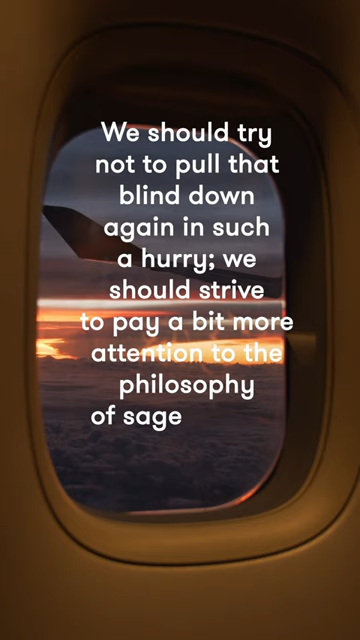 We should try
not to pull that
blind down
again in such
a hurry; we
should strive
to pay a bit more
attention to the
philosophy
of sage